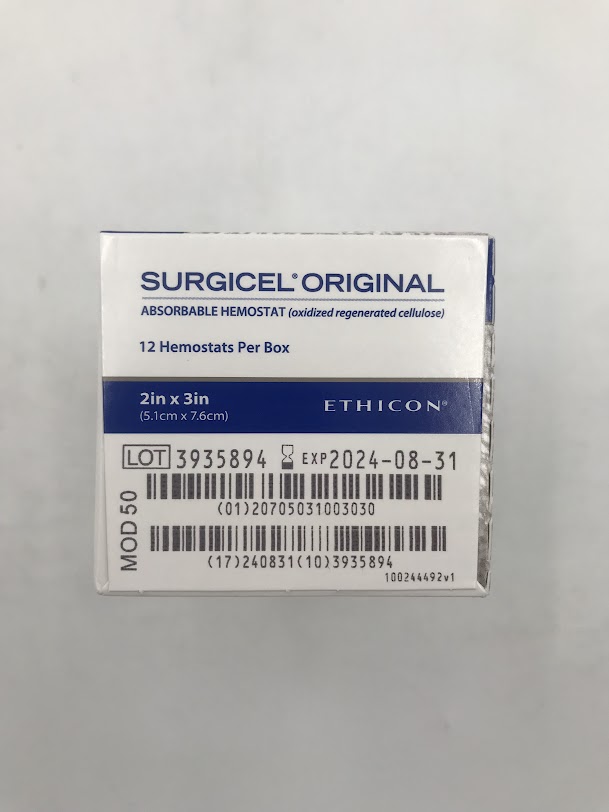 SURGICEL® ORIGINAL
ABSORBABLE HEMOSTAT (oxidized regenerated cellulose)
12 Hemostats Per Box
2in x 3in
(5.1cm x 7.6cm)
ETHICON®
LOT 3935894 EXP 2024-08-31
(01)20705031003030
MOD 50
(17)240831(10)3935894
100244492v1